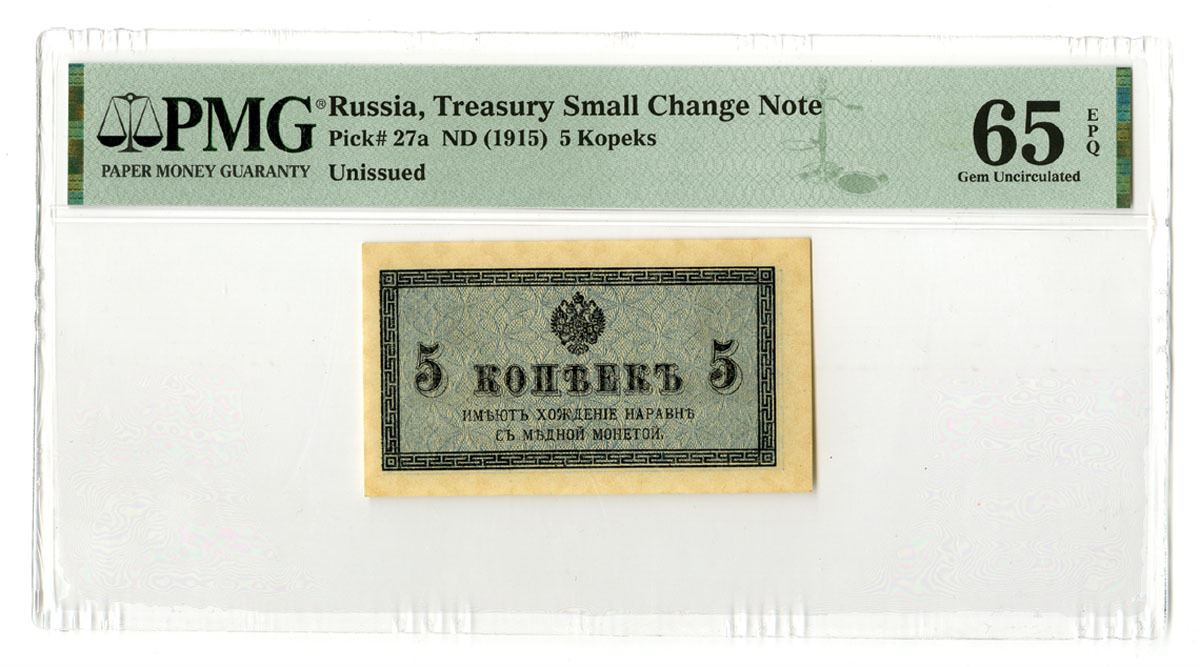 PMG®
PAPER MONEY GUARANTY
Russia, Treasury Small Change Note
Pick# 27a ND (1915) 5 Kopeks
Unissued
65
EPQ
Gem Uncirculated
5 КОПѢЕКЪ 5
ИМѢЮТЪ ХОЖДЕНІЕ НАРАВНѢ
СЪ МѢДНОЙ МОНЕТОЙ.